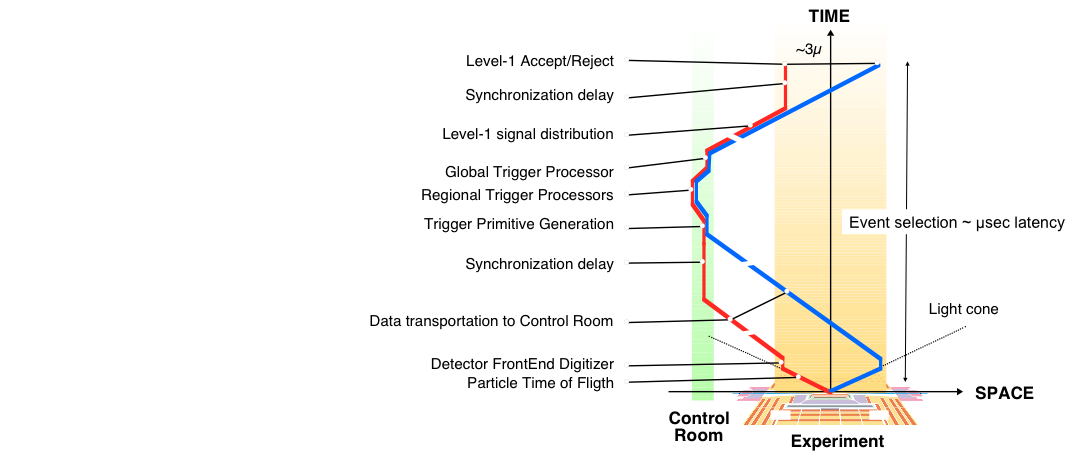 TIME
~3μ
Level-1 Accept/Reject
Synchronization delay
Level-1 signal distribution
Global Trigger Processor
Regional Trigger Processors
Trigger Primitive Generation
Event selection ~ μsec latency
Synchronization delay
Light cone
Data transportation to Control Room
Detector FrontEnd Digitizer
Particle Time of Fligth
SPACE
Control
Room
Experiment